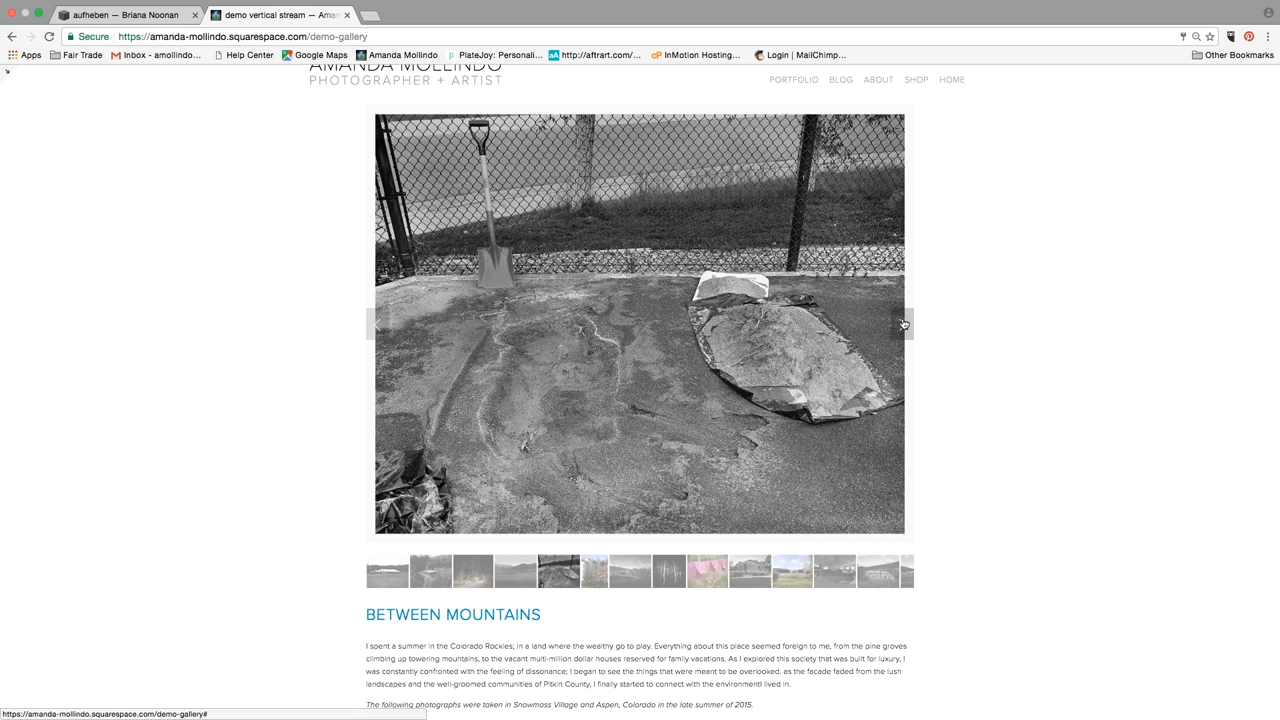 aufheben — Briana Noonan
demo vertical stream — Aman
Secure
https://amanda-mollindo.squarespace.com/demo-gallery
Apps
Fair Trade
Inbox - amollindo...
Help Center
Google Maps
Amanda Mollindo
PlateJoy: Personali...
http://aftrart.com/...
InMotion Hosting...
Login | MailChimp...
Other Bookmarks
AMANDA MOLLINDO
PHOTOGRAPHER + ARTIST
PORTFOLIO BLOG ABOUT SHOP HOME
BETWEEN MOUNTAINS
I spent a summer in the Colorado Rockies; in a land where the wealthy go to play. Everything about this place seemed foreign to me, from the pine groves
climbing up towering mountains, to the vacant multi-million dollar houses reserved for family vacations. As I explored this society that was built for luxury, I
was constantly confronted with the feeling of dissonance; I began to see the things that were meant to be overlooked. as the facade faded from the lush
landscapes and the well-groomed communities of Pitkin County, I finally started to connect with the environmentI lived in.
The following photographs were taken in Snowmass Village and Aspen, Colorado in the late summer of 2015.
https://amanda-mollindo.squarespace.com/demo-gallery#